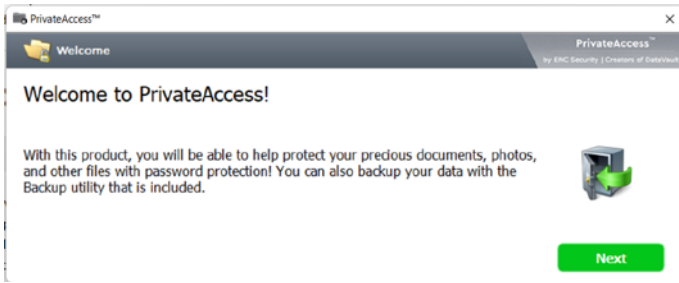 PrivateAccess™
Welcome
PrivateAccess™
by ENC Security | Creators of DataVault
Welcome to PrivateAccess!
With this product, you will be able to help protect your precious documents, photos,
and other files with password protection! You can also backup your data with the
Backup utility that is included.
Next